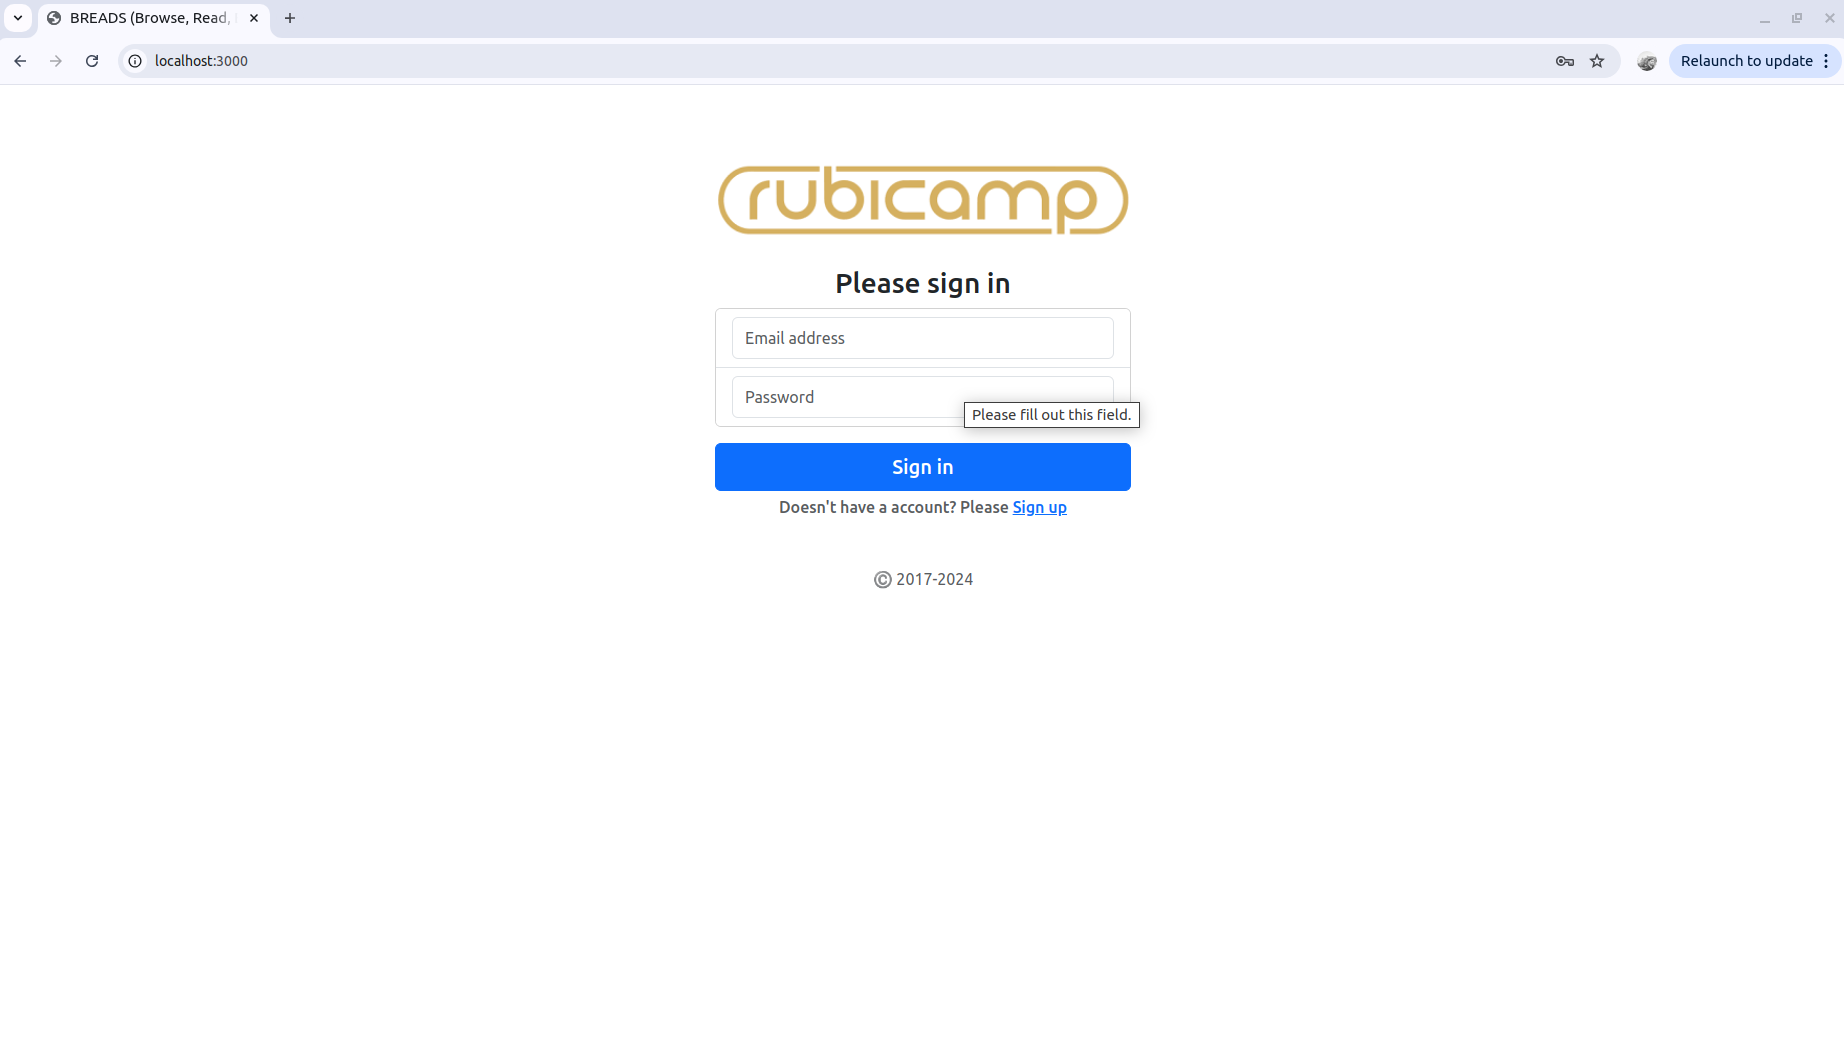 BREADS (Browse, Read,
localhost:3000
Relaunch to update
rubicamp
Please sign in
Email address
Password
Please fill out this field.
Sign in
Doesn't have a account? Please Sign up
© 2017-2024